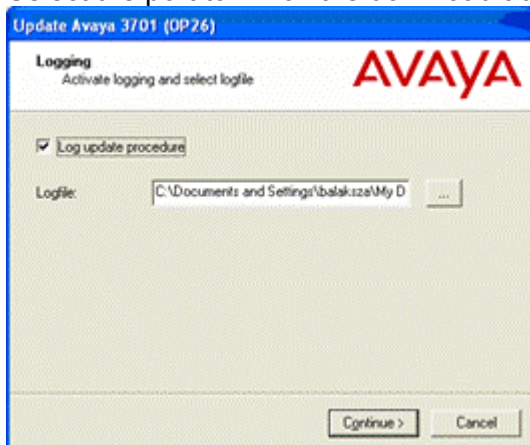 Update Avaya 3701 (OP26)
Logging
Activate logging and select logfile
AVAYA
Log update procedure
Logfile:
C:\Documents and Settings\balaksza\My D
...
Continue >
Cancel